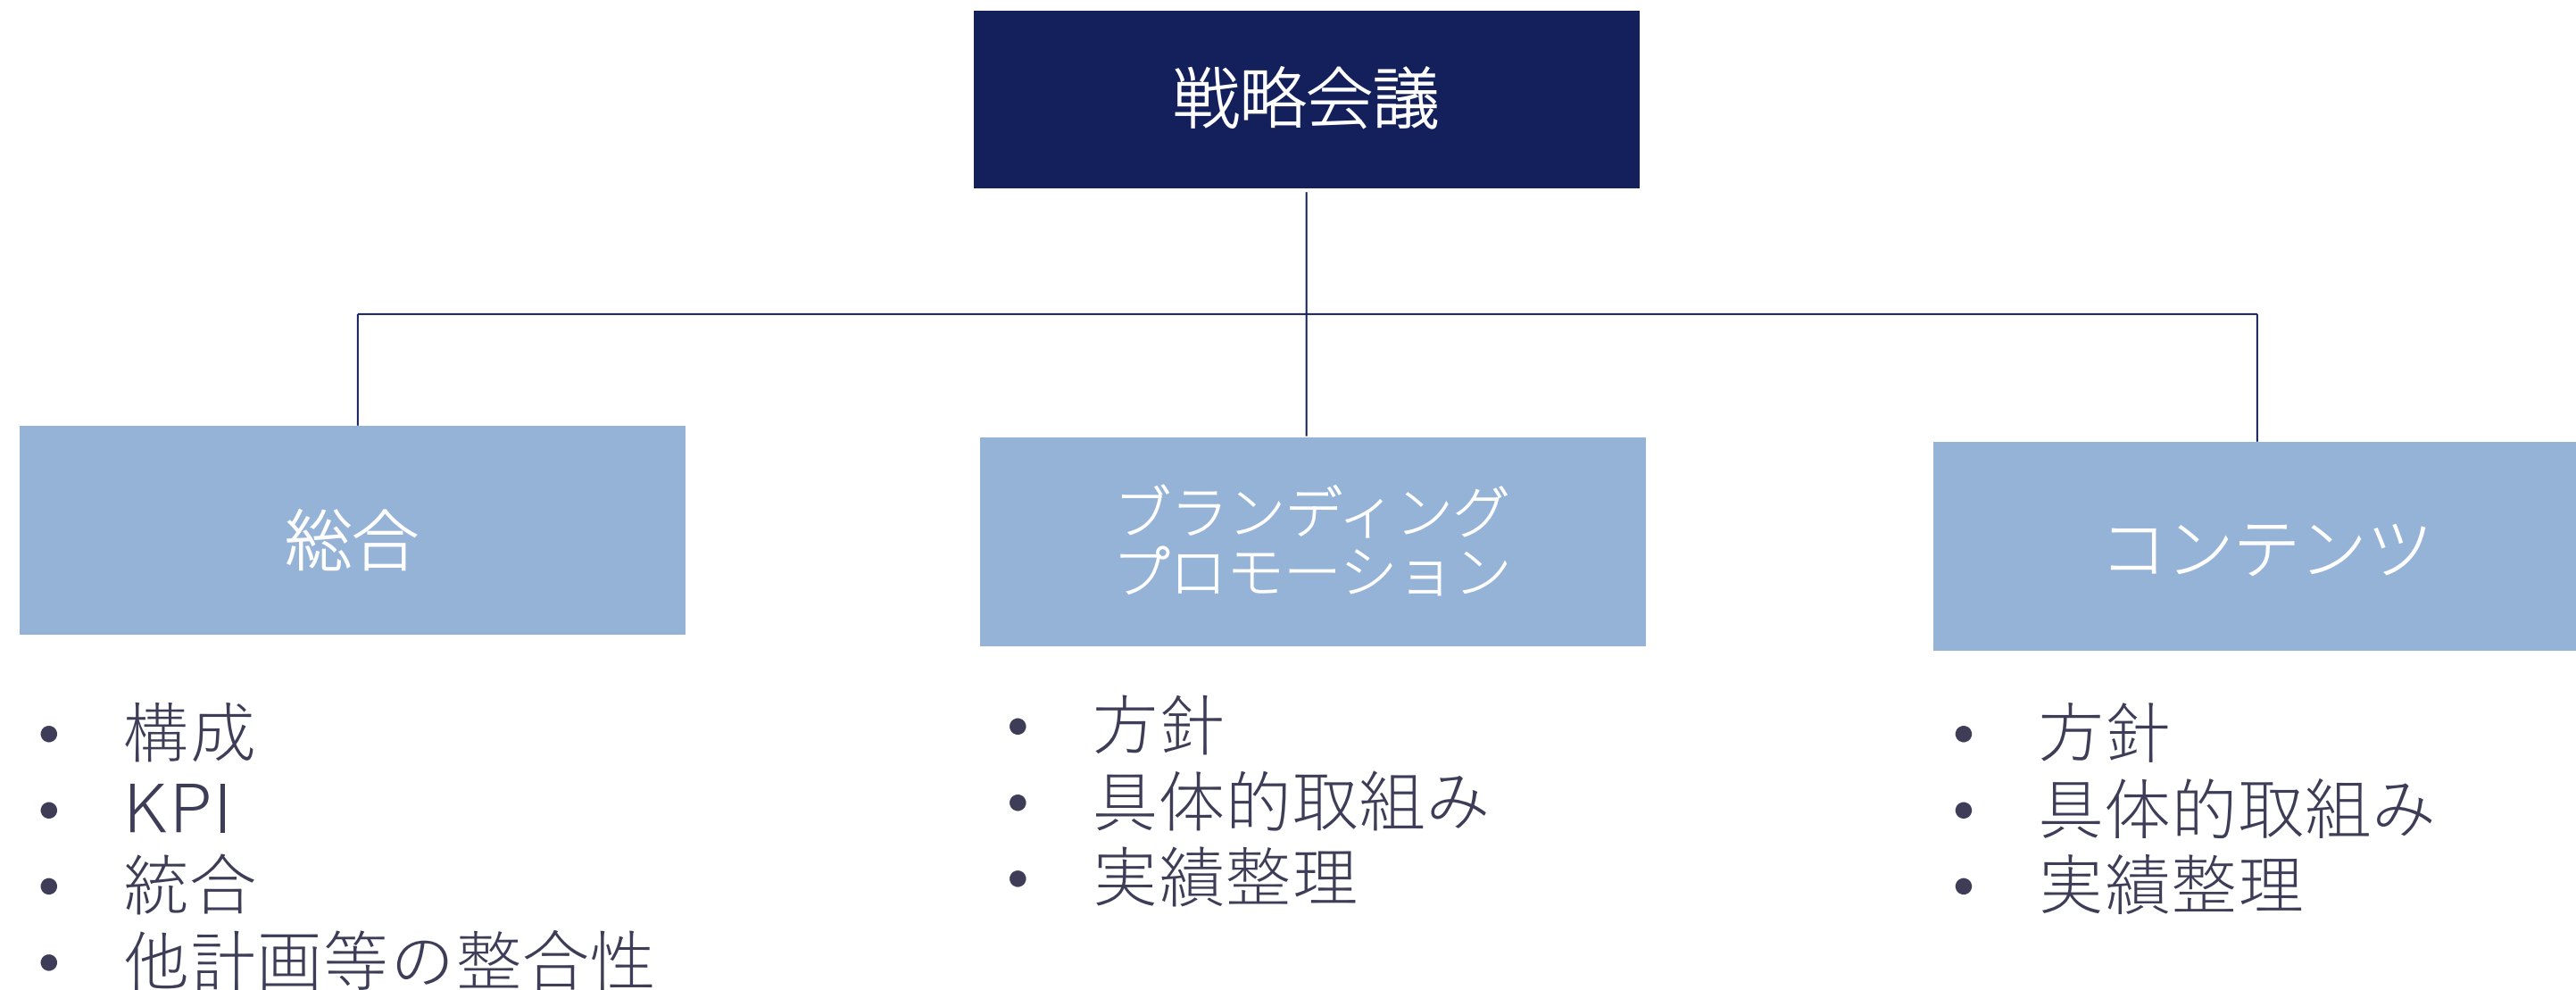 戦略会議
総合
ブランディング
プロモーション
コンテンツ
• 構成
• KPI
• 統合
• 他計画等の整合性
• 方針
• 具体的取組み
• 実績整理
• 方針
• 具体的取組み
• 実績整理